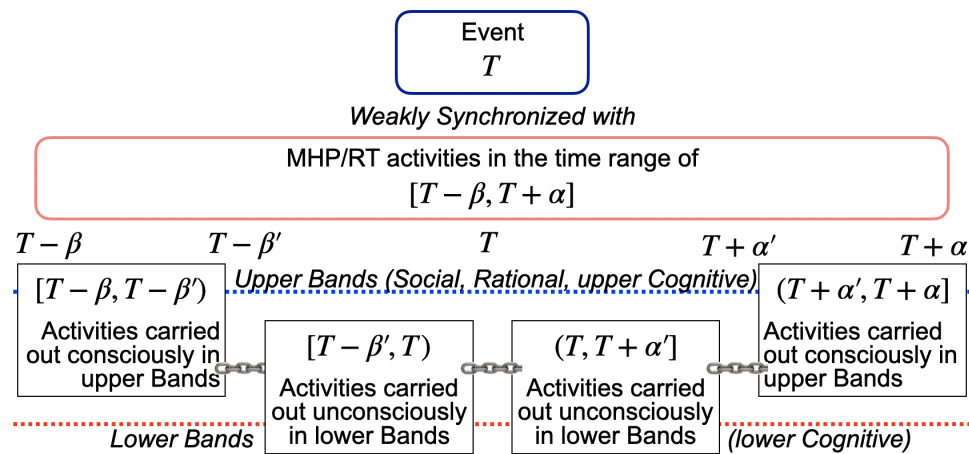 Event
T
Weakly Synchronized with
MHP/RT activities in the time range of
[T − β, T + α]
T − β
T − β′
T
T + α′
T + α
Upper Bands (Social, Rational, upper Cognitive)
[T − β, T − β′)
Activities carried
out consciously in
upper Bands
[T − β′, T)
Activities carried
out unconsciously
in lower Bands
(T, T + α′]
Activities carried
out unconsciously
in lower Bands
(T + α′, T + α]
Activities carried
out consciously in
upper Bands
Lower Bands
(lower Cognitive)